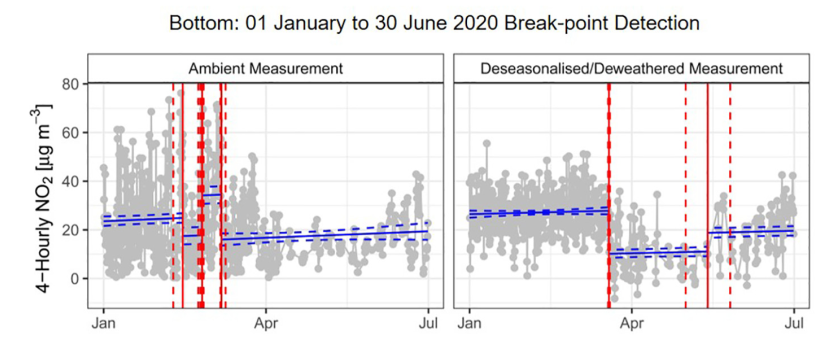 Bottom: 01 January to 30 June 2020 Break-point Detection
Ambient Measurement
Deseasonalised/Deweathered Measurement
4−Hourly NO2 [µg m−3]
80
60
40
20
0
Jan
Apr
Jul
Jan
Apr
Jul